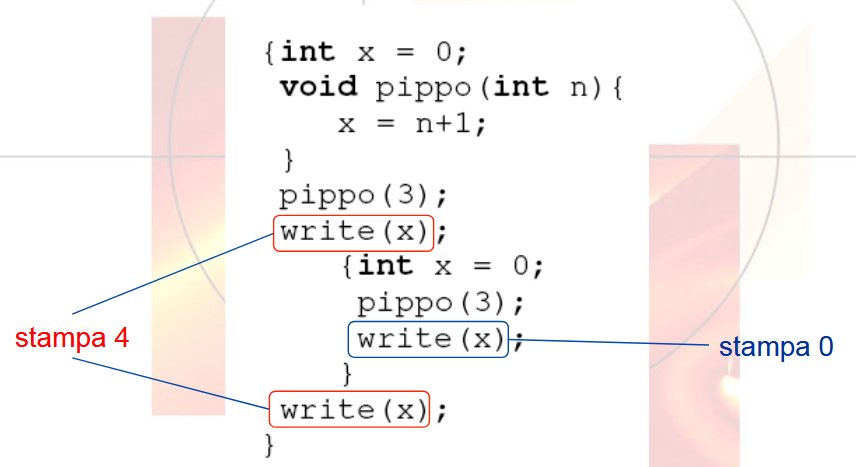 {int x = 0;
void pippo(int n){
x = n+1;
}
pippo(3);
write(x);
{int x = 0;
pippo(3);
write(x);
}
write(x);
}
stampa 4
stampa 0